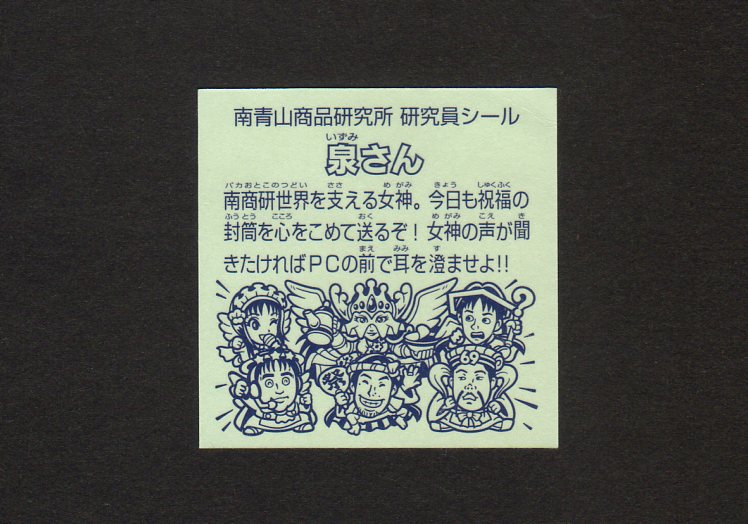 南青山商品研究所 研究員シール
いずみ
泉さん
バカおとこのつどい ささ めがみ きょう しゅくふく
南商研世界を支える女神。今日も祝福の
ふうとう こころ おく めがみ こえ き
封筒を心をこめて送るぞ!女神の声が聞
まえ みみ す
きたければPCの前で耳を澄ませよ!!
祭